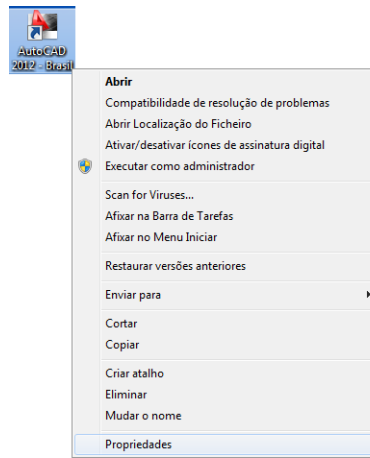 AutoCAD
2012 - Brasil
Abrir
Compatibilidade de resolução de problemas
Abrir Localização do Ficheiro
Ativar/desativar ícones de assinatura digital
Executar como administrador
Scan for Viruses...
Afixar na Barra de Tarefas
Afixar no Menu Iniciar
Restaurar versões anteriores
Enviar para
Cortar
Copiar
Criar atalho
Eliminar
Mudar o nome
Propriedades